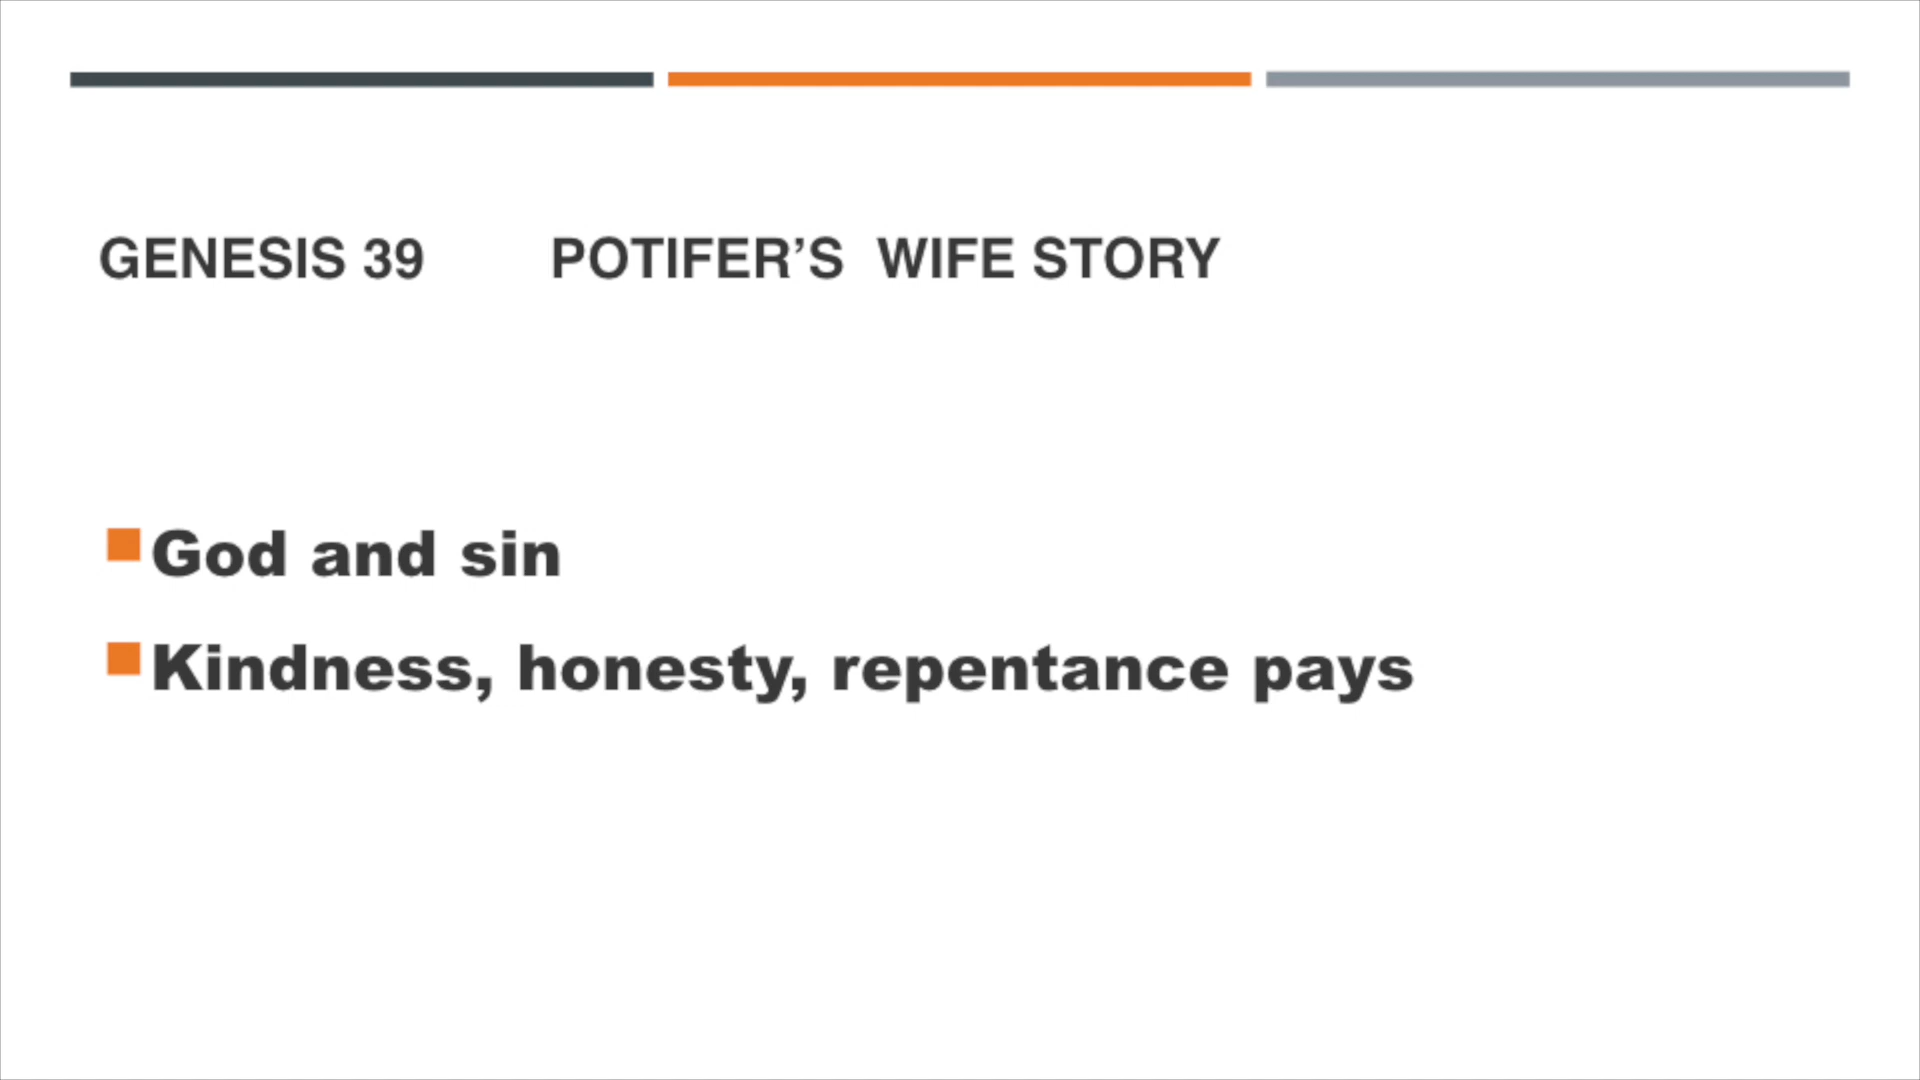 GENESIS 39 POTIFER’S WIFE STORY
God and sin
Kindness, honesty, repentance pays